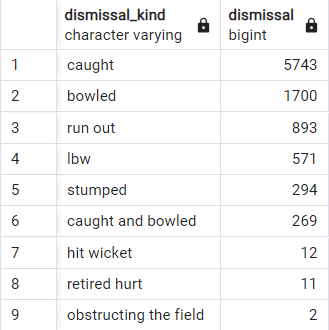 dismissal_kind dismissal
character varying bigint
1 caught 5743
2 bowled 1700
3 run out 893
4 lbw 571
5 stumped 294
6 caught and bowled 269
7 hit wicket 12
8 retired hurt 11
9 obstructing the field 2